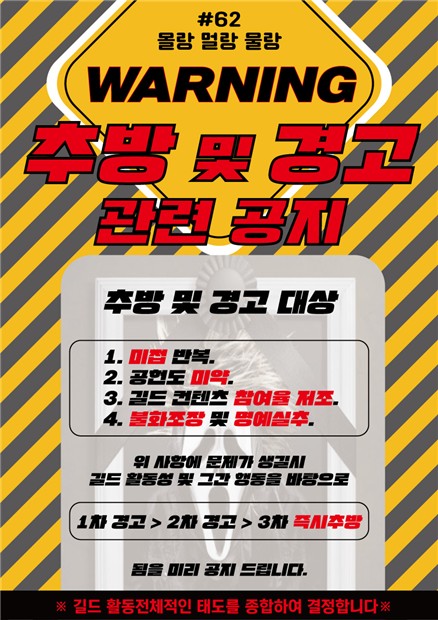 #62
몰랑 멀랑 물랑
WARNING
추방 및 경고
관련 공지
추방 및 경고 대상
1. 미접 반복.
2. 공헌도 미약.
3. 길드 컨텐츠 참여율 저조.
4. 불화조장 및 명예실추.
위 사항에 문제가 생길시
길드 활동성 및 그간 행동을 바탕으로
1차 경고 > 2차 경고 > 3차 즉시추방
됨을 미리 공지 드립니다.
※ 길드 활동전체적인 태도를 종합하여 결정합니다※